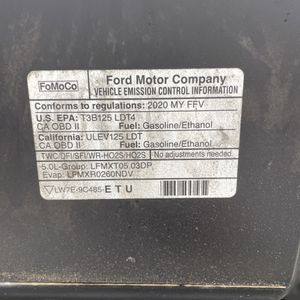 FoMoCo
Ford Motor Company
VEHICLE EMISSION CONTROL INFORMATION
Conforms to regulations: 2020 MY FFV
U.S. EPA: T3B125 LDT4
CA OBD II Fuel: Gasoline/Ethanol
California: ULEV125 LDT
CA OBD II Fuel: Gasoline/Ethanol
TWC/DFI/SFI/WR-HO2S/HO2S No adjustments needed.
5.0L-Group: LFMXT05.03DP
Evap: LFMXR0260NDV
LW7E-9C485-E T U